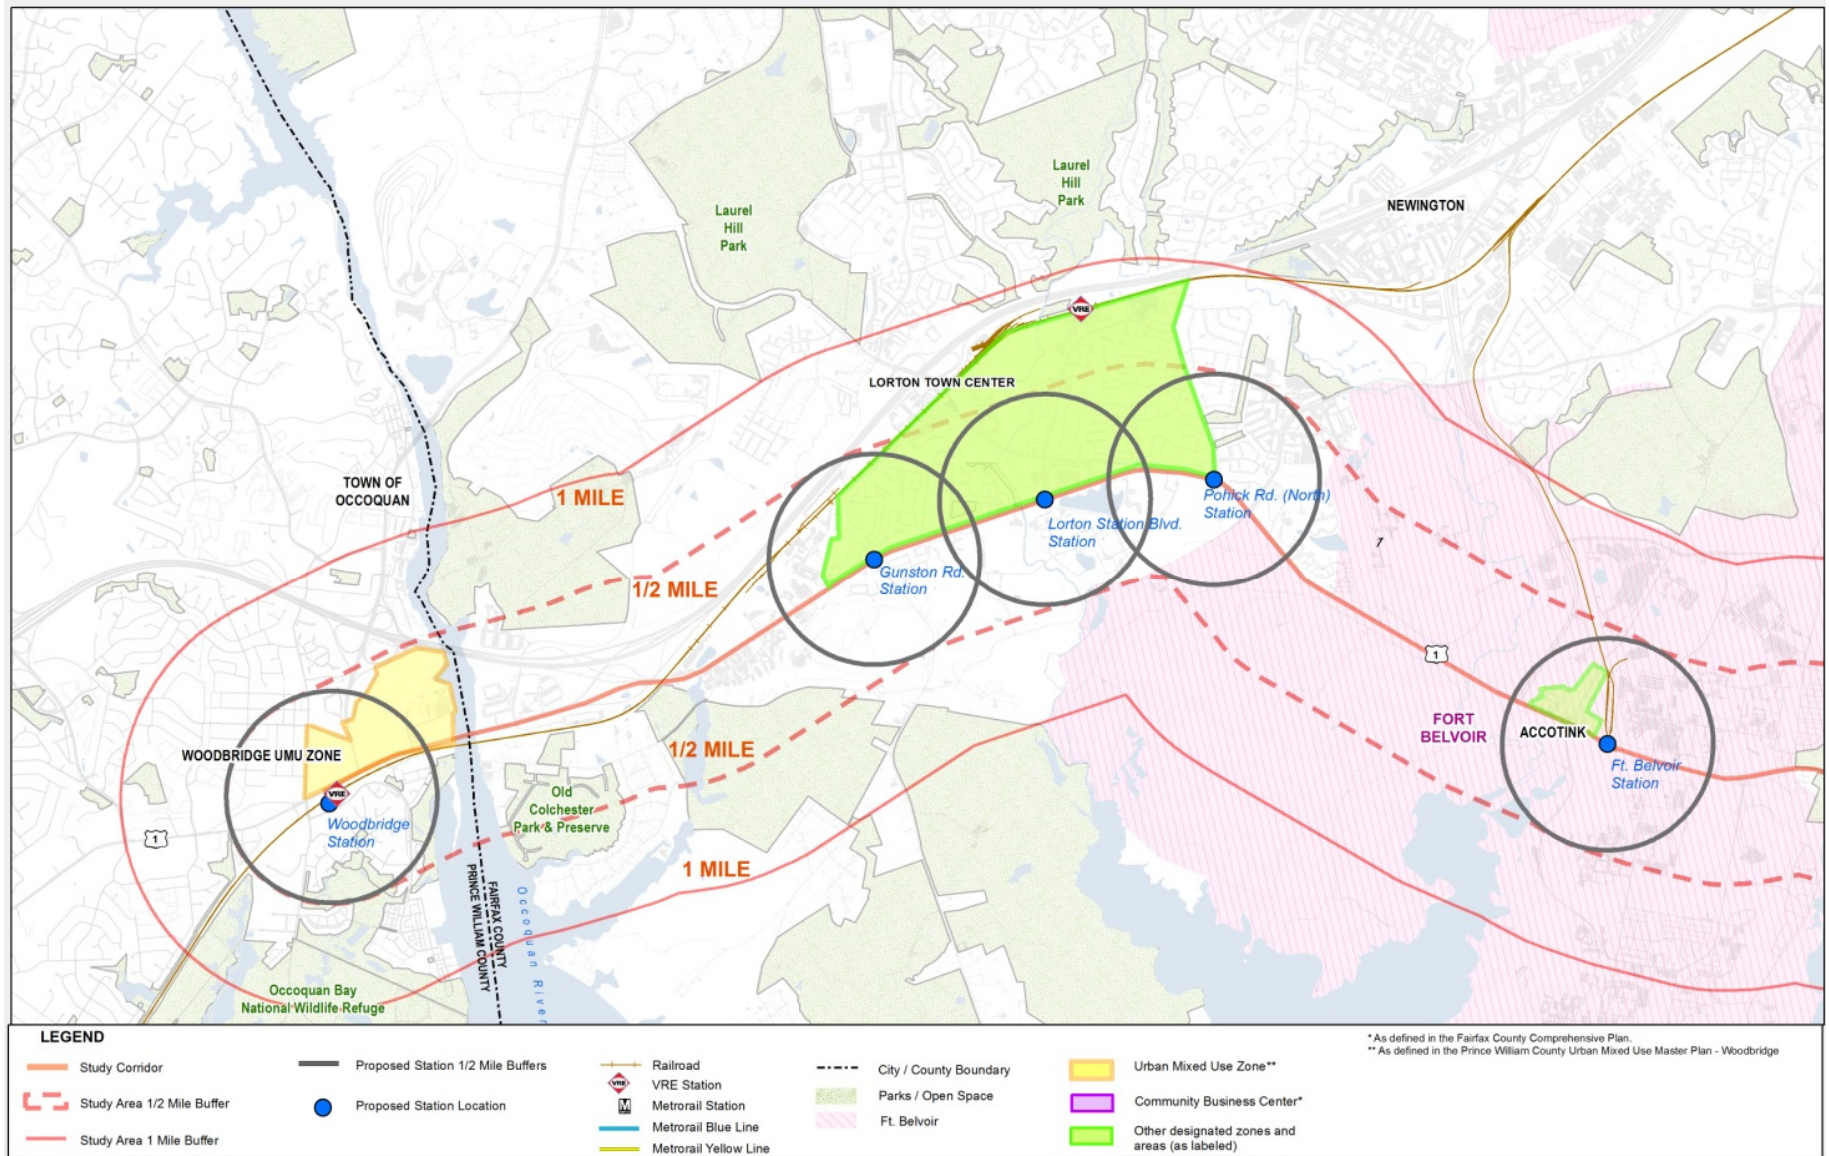 Laurel
Hill
Park
Laurel
Hill
Park
NEWINGTON
VRE
LORTON TOWN CENTER
TOWN OF
OCCOQUAN
1 MILE
1/2 MILE
Pohick Rd. (North)
Station
Lorton Station Blvd.
Station
Gunston Rd.
Station
1
FORT
BELVOIR
ACCOTINK
Ft. Belvoir
Station
WOODBRIDGE UMU ZONE
VRE
Woodbridge
Station
1
1/2 MILE
Old
Colchester
Park & Preserve
1 MILE
FAIRFAX COUNTY
PRINCE WILLIAM COUNTY
Occoquan River
Occoquan Bay
National Wildlife Refuge
LEGEND
Study Corridor
Study Area 1/2 Mile Buffer
Study Area 1 Mile Buffer
Proposed Station 1/2 Mile Buffers
Proposed Station Location
Railroad
VRE
VRE Station
M
Metrorail Station
Metrorail Blue Line
Metrorail Yellow Line
City / County Boundary
Parks / Open Space
Ft. Belvoir
Urban Mixed Use Zone**
Community Business Center*
Other designated zones and
areas (as labeled)
* As defined in the Fairfax County Comprehensive Plan.
** As defined in the Prince William County Urban Mixed Use Master Plan - Woodbridge